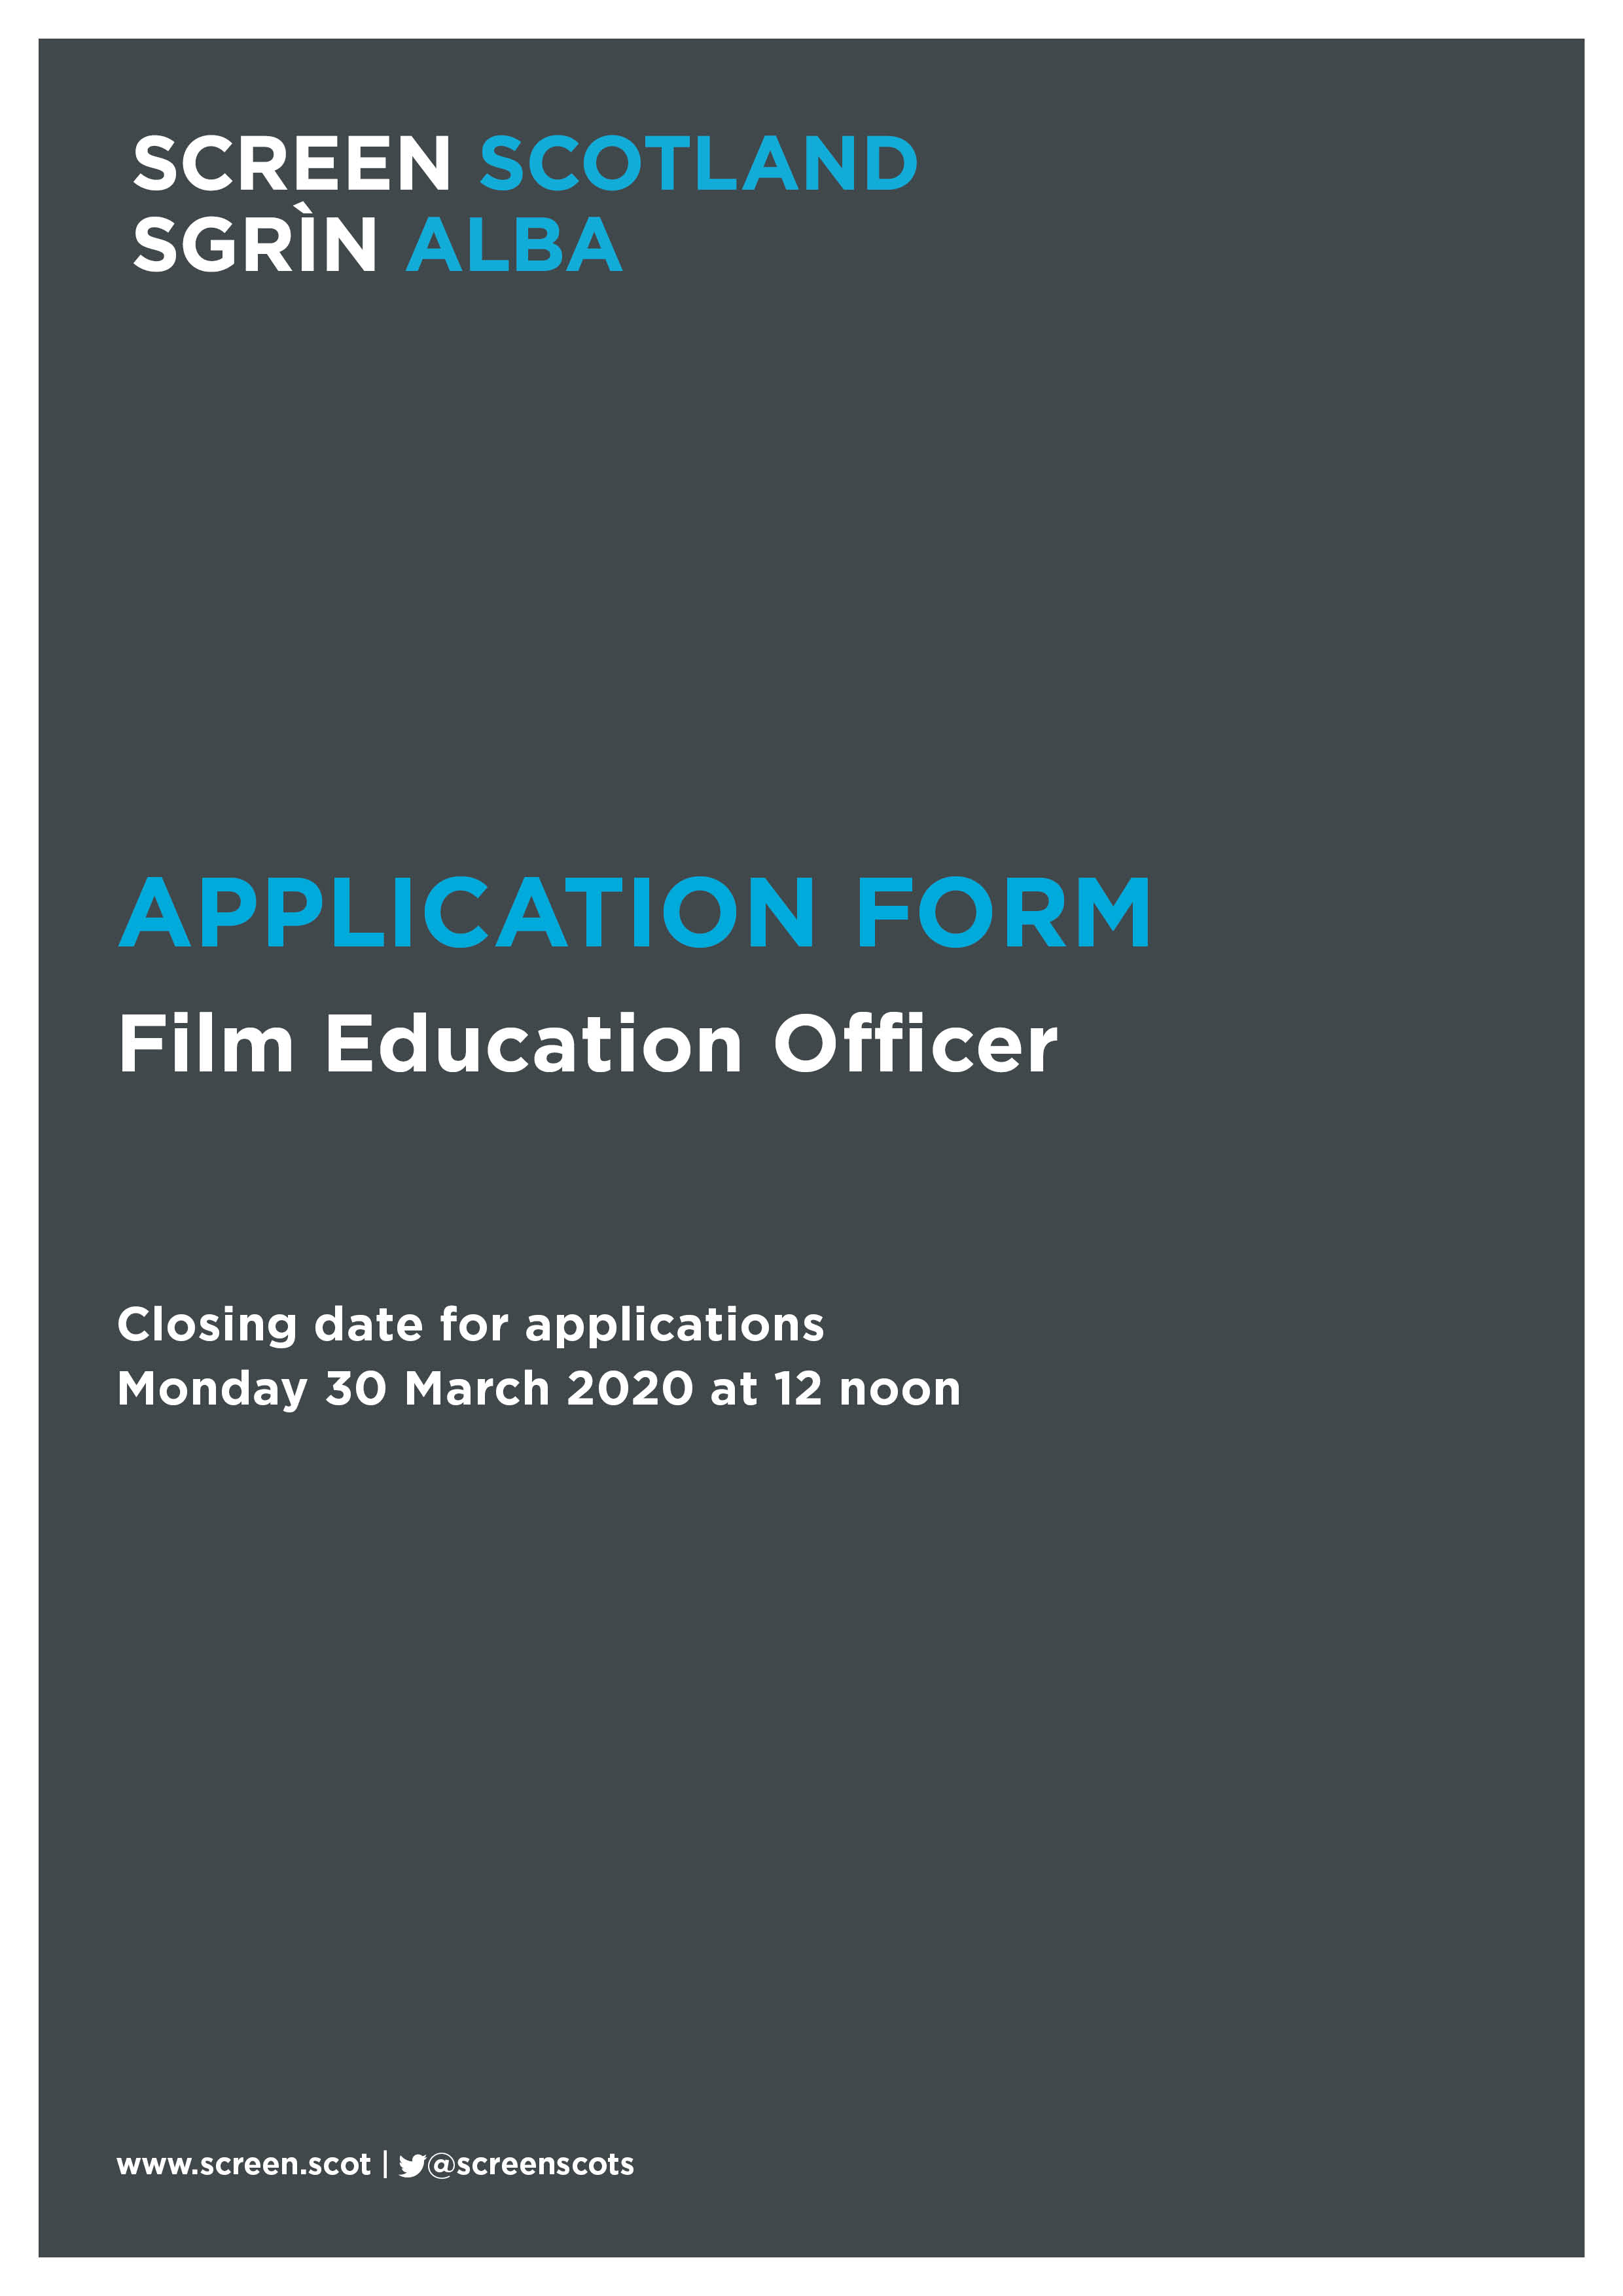 SCREEN SCOTLAND
SGRÌN ALBA
APPLICATION FORM
Film Education Officer
Closing date for applications
Monday 30 March 2020 at 12 noon
www.screen.scot | @screenscots